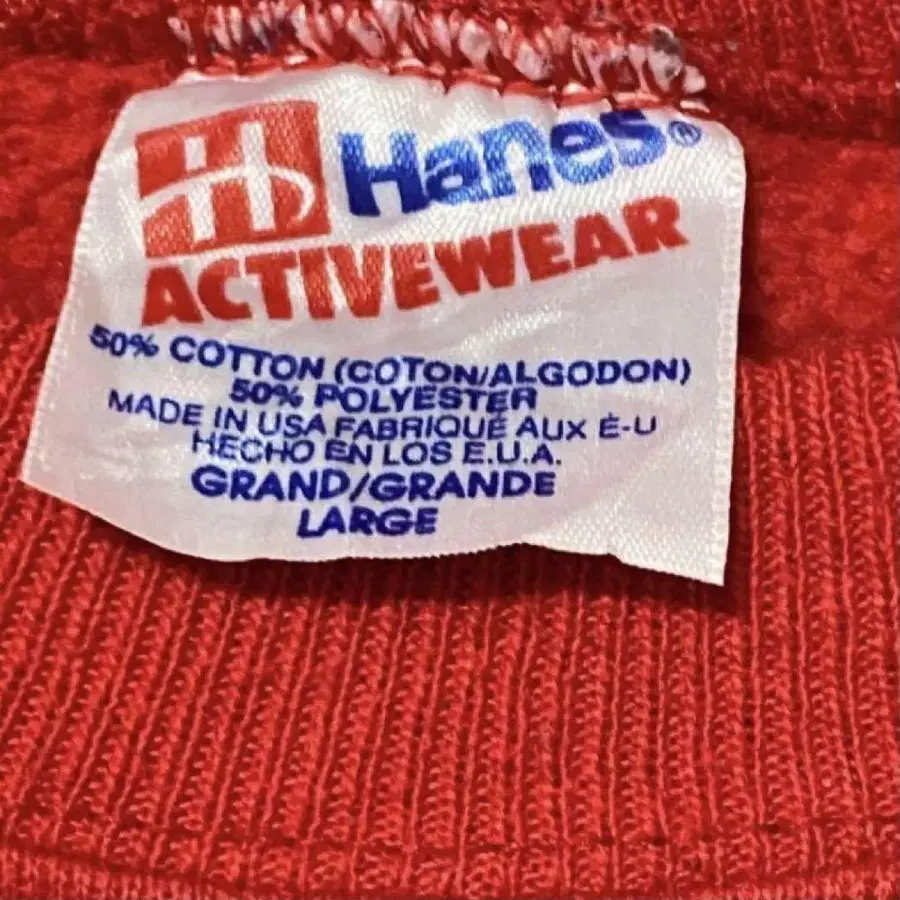 H Hanes®
ACTIVEWEAR
50% COTTON (COTON/ALGODON)
50% POLYESTER
MADE IN USA FABRIQUÉ AUX É-U
HECHO EN LOS E.U.A.
GRAND/GRANDE
LARGE